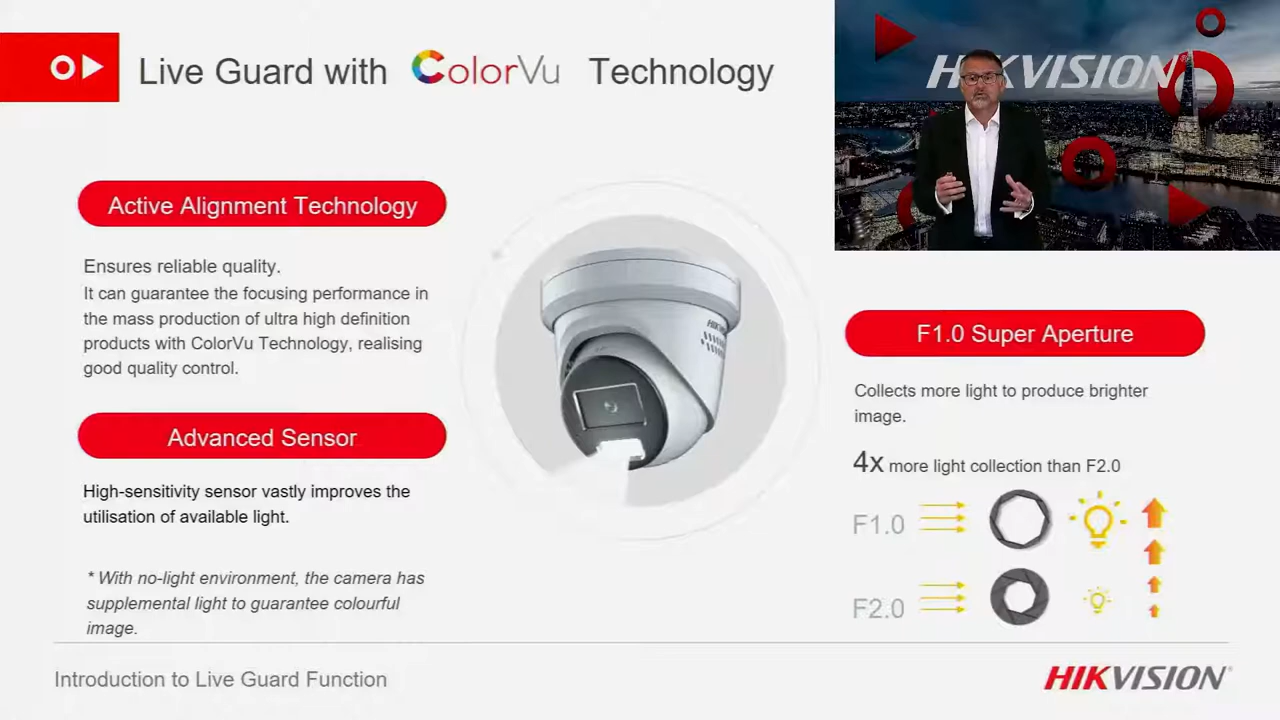 Live Guard with ColorVu Technology
HIKVISION
Active Alignment Technology
Ensures reliable quality.
It can guarantee the focusing performance in
the mass production of ultra high definition
products with ColorVu Technology, realising
good quality control.
Advanced Sensor
High-sensitivity sensor vastly improves the
utilisation of available light.
* With no-light environment, the camera has
supplemental light to guarantee colourful
image.
F1.0 Super Aperture
Collects more light to produce brighter
image.
4x more light collection than F2.0
F1.0
F2.0
Introduction to Live Guard Function
HIKVISION®